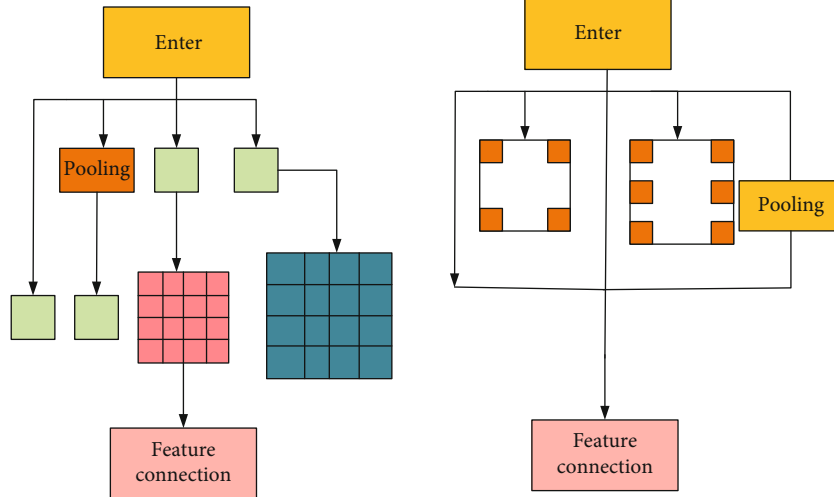 Enter
Pooling
Feature
connection
Enter
Pooling
Feature
connection